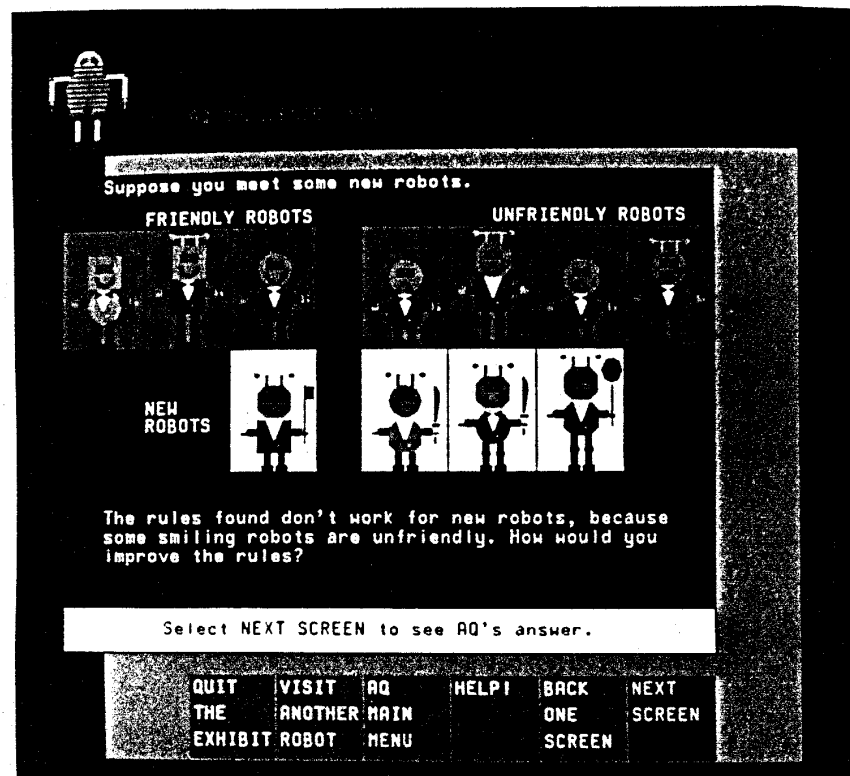 Suppose you meet some new robots.
FRIENDLY ROBOTS
UNFRIENDLY ROBOTS
NEW
ROBOTS
The rules found don't work for new robots, because
some smiling robots are unfriendly. How would you
improve the rules?
Select NEXT SCREEN to see AQ's answer.
QUIT VISIT AQ HELP! BACK NEXT
THE ANOTHER MAIN ONE SCREEN
EXHIBIT ROBOT MENU SCREEN